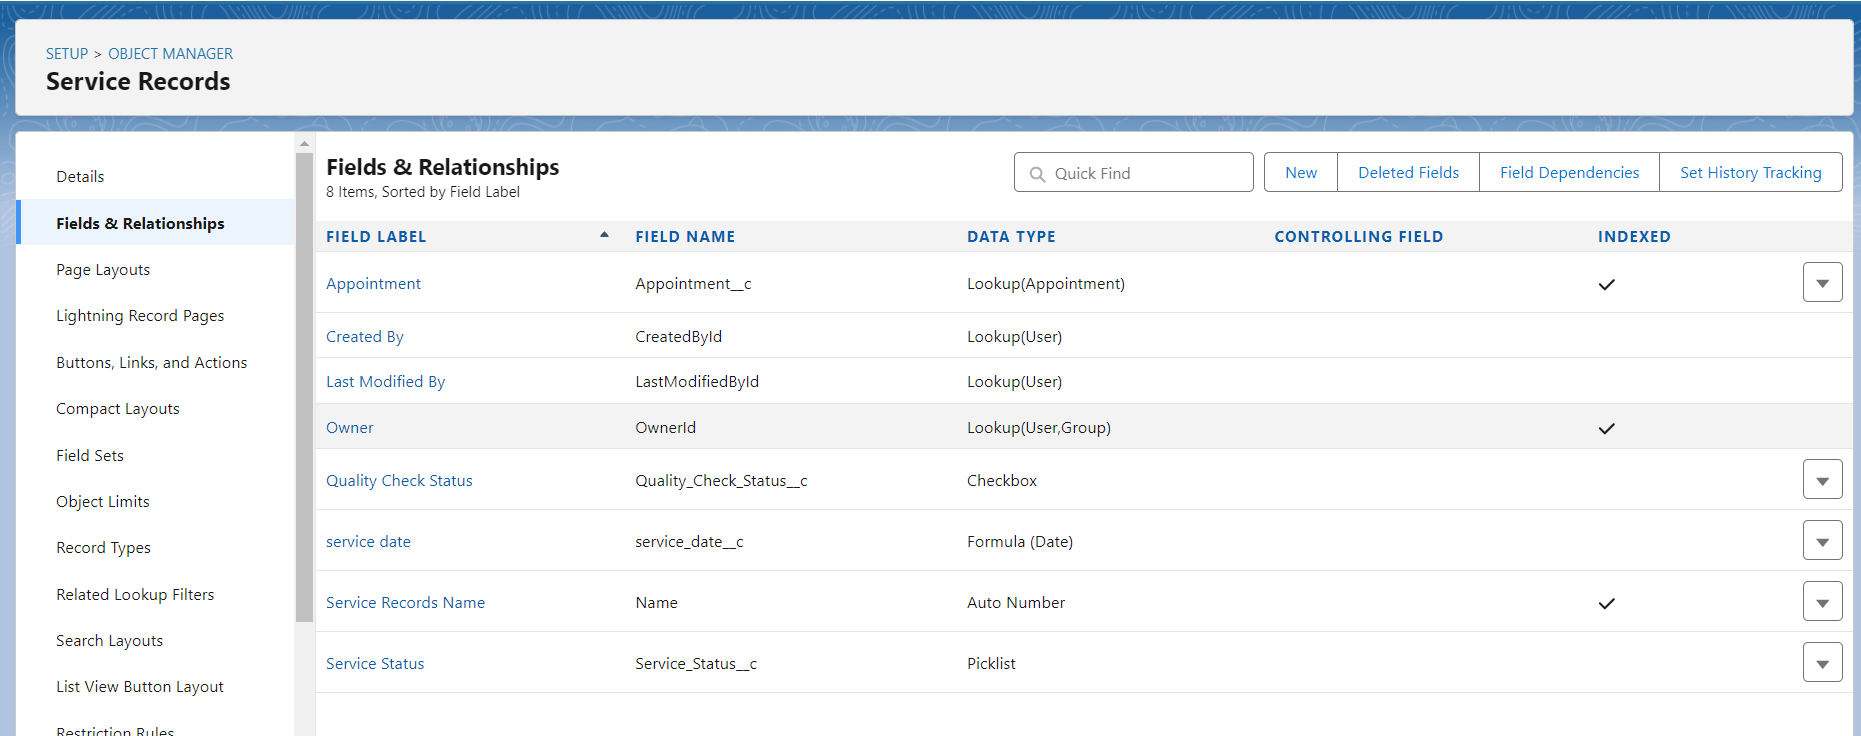 SETUP > OBJECT MANAGER
Service Records
Details
Fields & Relationships
Page Layouts
Lightning Record Pages
Buttons, Links, and Actions
Compact Layouts
Field Sets
Object Limits
Record Types
Related Lookup Filters
Search Layouts
List View Button Layout
Restriction Rules
Fields & Relationships
8 Items, Sorted by Field Label
Quick Find
New Deleted Fields Field Dependencies Set History Tracking
FIELD LABEL FIELD NAME DATA TYPE CONTROLLING FIELD INDEXED
Appointment Appointment__c Lookup(Appointment)
Created By CreatedById Lookup(User)
Last Modified By LastModifiedById Lookup(User)
Owner OwnerId Lookup(User,Group)
Quality Check Status Quality_Check_Status__c Checkbox
service date service_date__c Formula (Date)
Service Records Name Name Auto Number
Service Status Service_Status__c Picklist